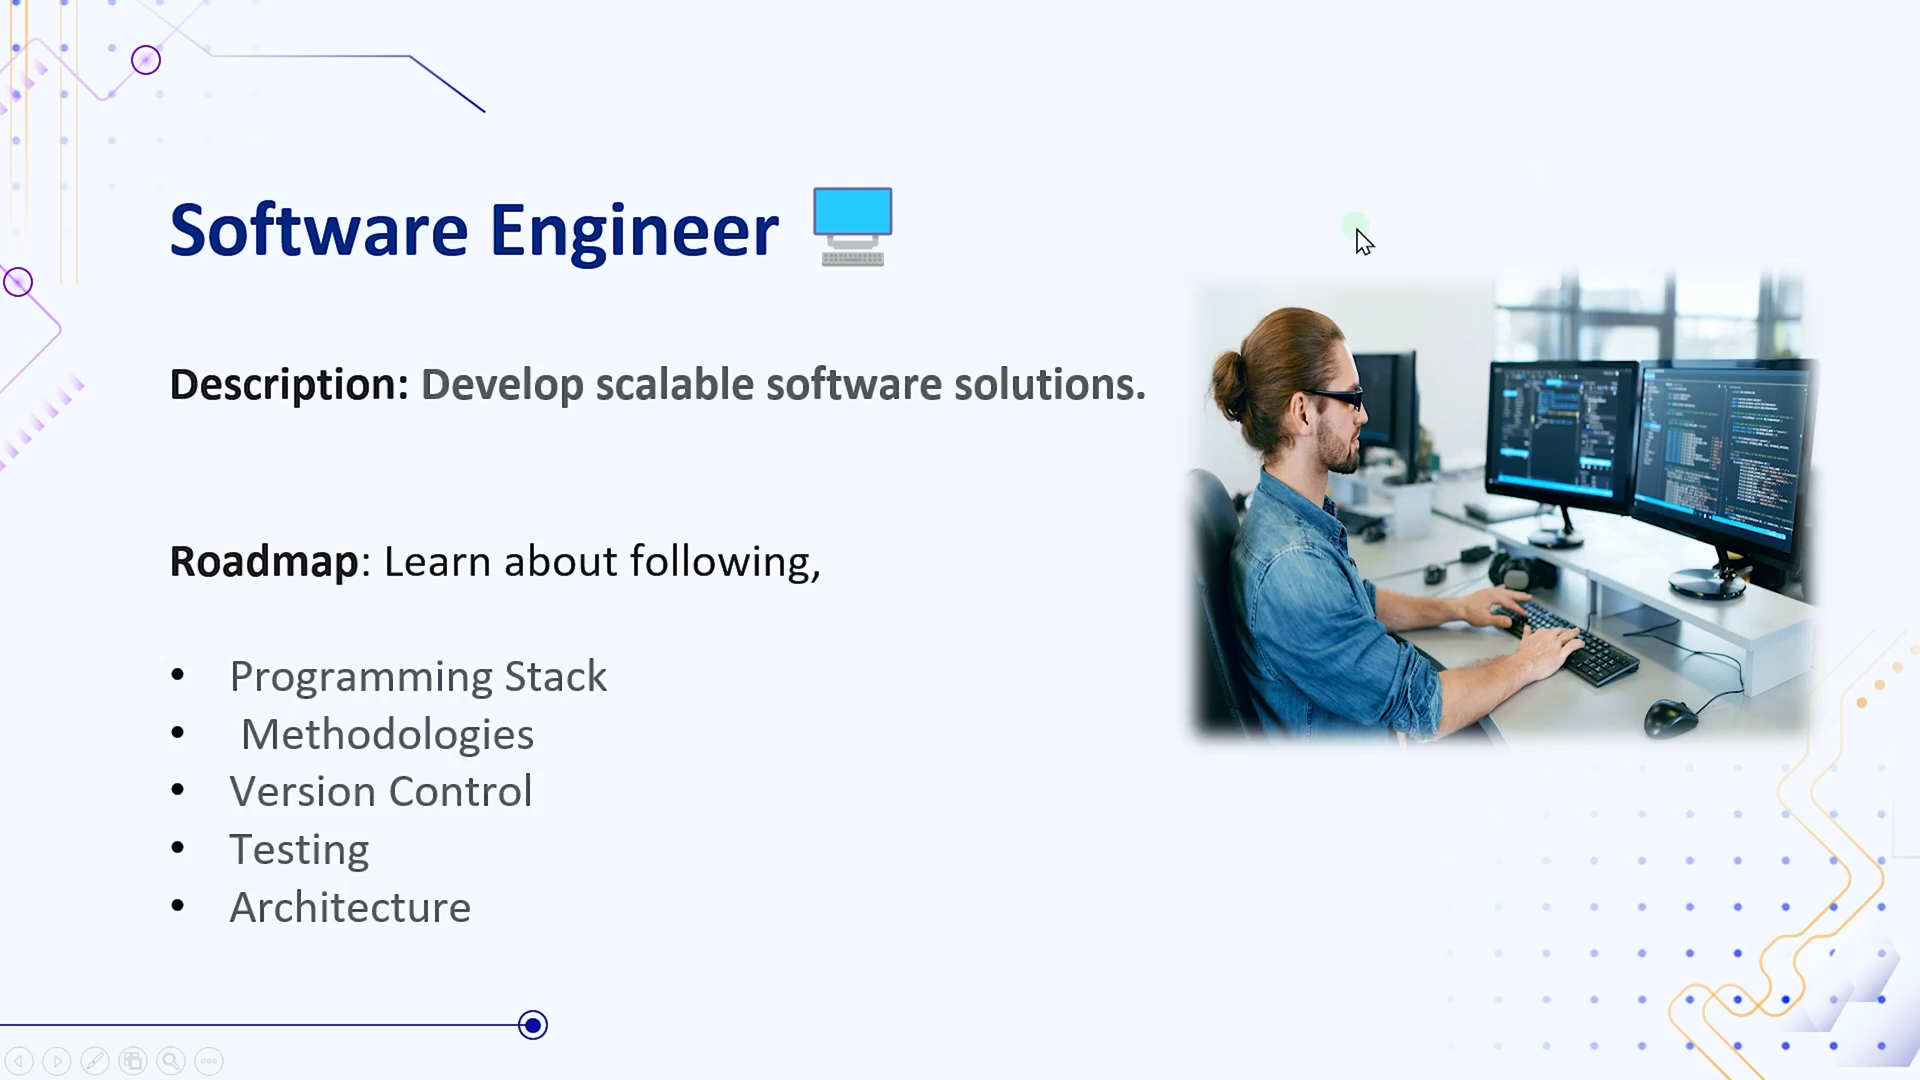 Software Engineer
Description: Develop scalable software solutions.
Roadmap: Learn about following,
• Programming Stack
• Methodologies
• Version Control
• Testing
• Architecture